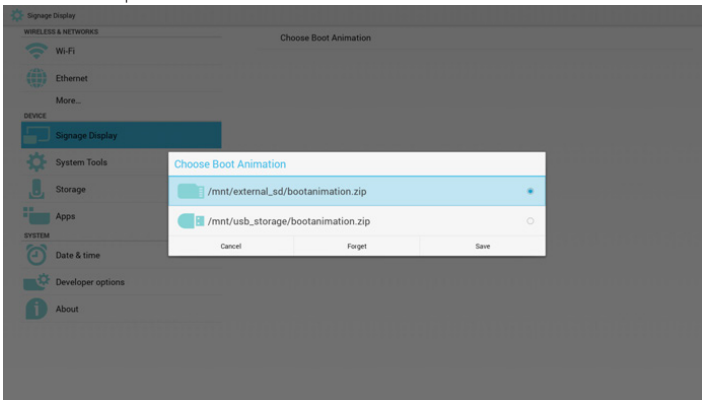 Signage Display
WIRELESS & NETWORKS
Wi-Fi
Ethernet
More...
DEVICE
Signage Display
System Tools
Storage
Apps
SYSTEM
Date & time
Developer options
About
Choose Boot Animation
Choose Boot Animation
/mnt/external_sd/bootanimation.zip
/mnt/usb_storage/bootanimation.zip
Cancel Forget Save